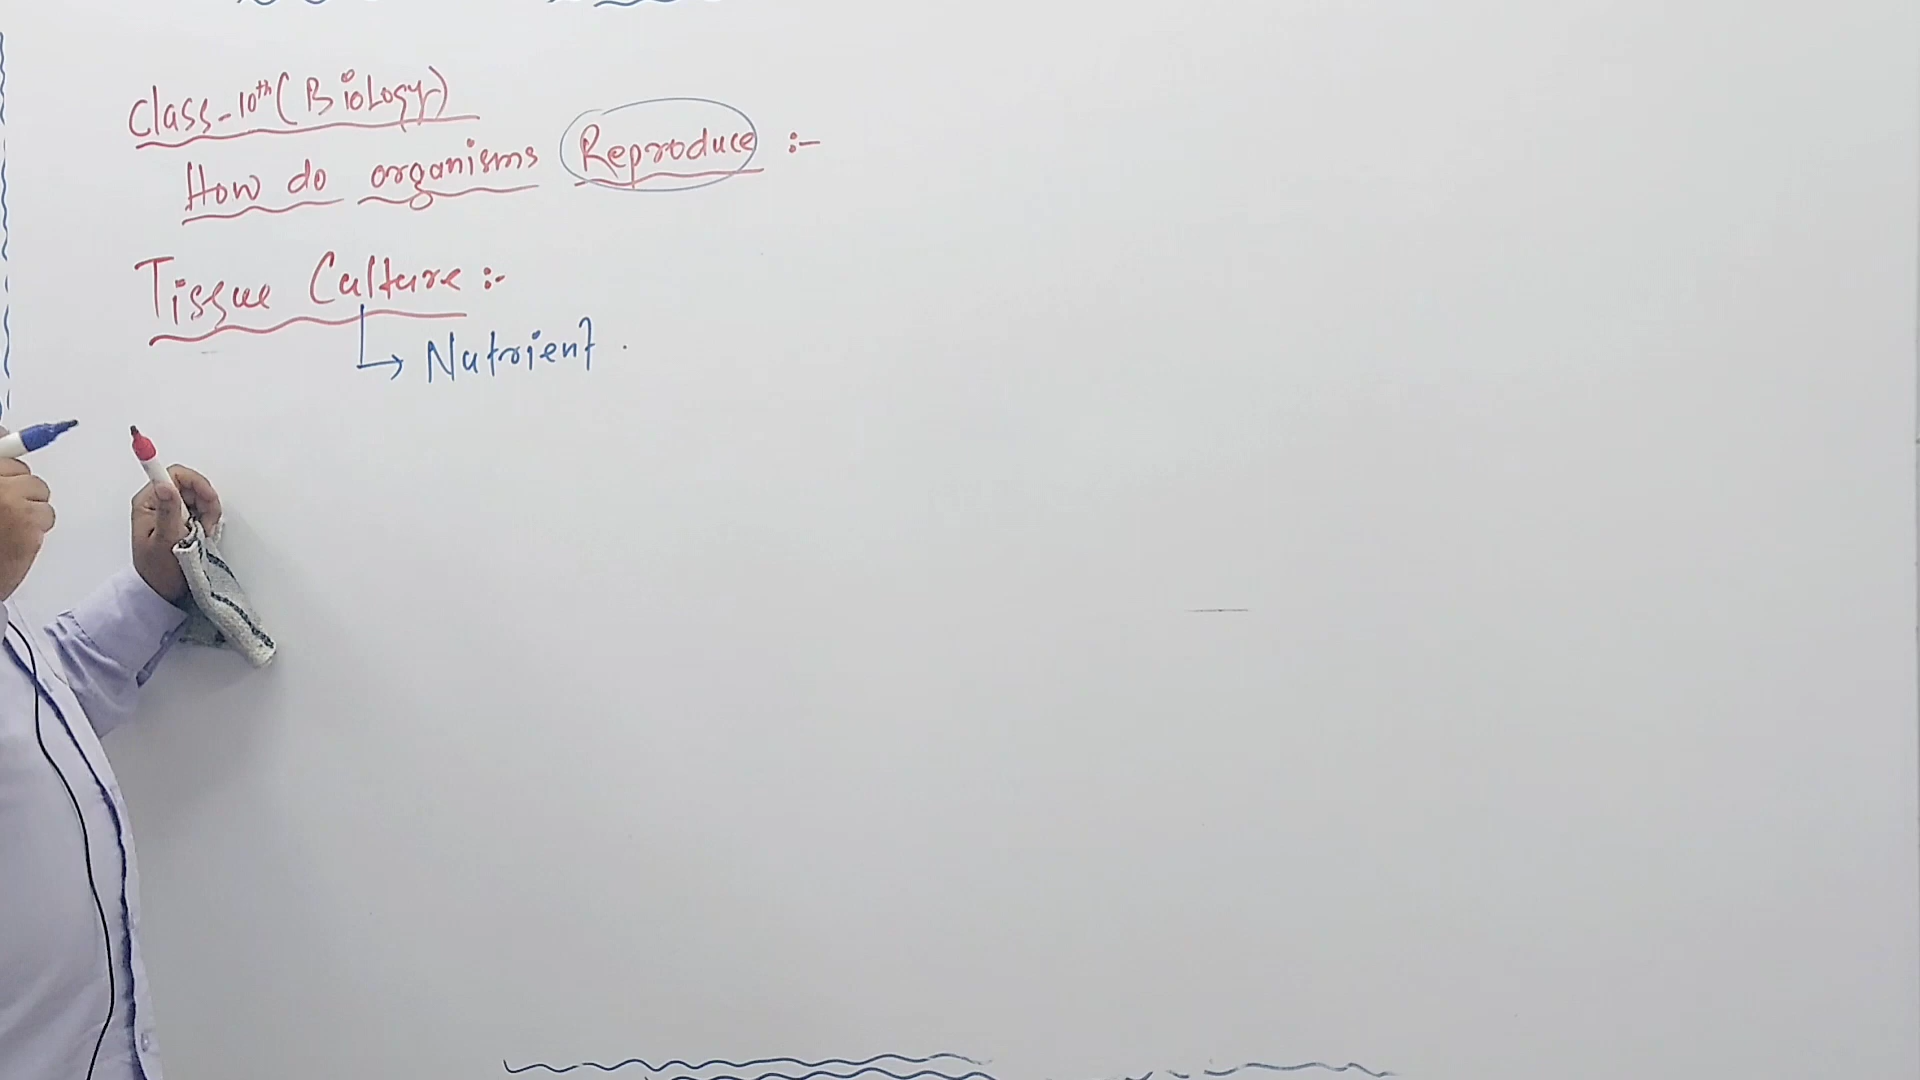 Class-10th (Biology)
How do organisms Reproduce :-
Tissue Culture :-
Nutrient